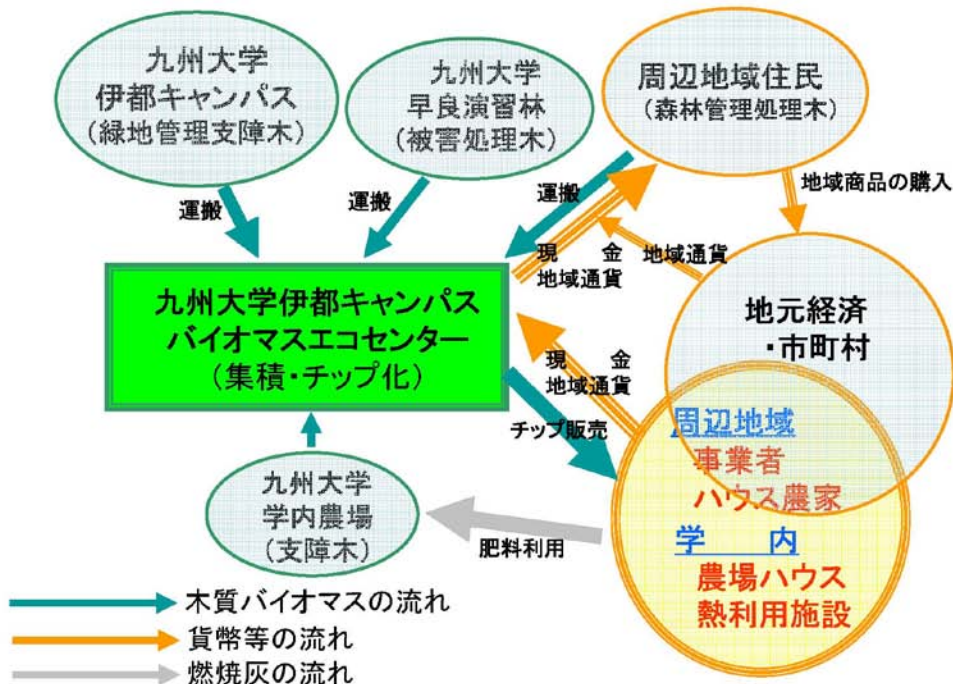 九州大学
伊都キャンパス
(緑地管理支障木)
九州大学
早良演習林
(被害処理木)
周辺地域住民
(森林管理処理木)
運搬
運搬
運搬
地域商品の購入
現 金
地域通貨
地域通貨
九州大学伊都キャンパス
バイオマスエコセンター
(集積・チップ化)
地元経済
・市町村
現 金
地域通貨
チップ販売
周辺地域
事業者
ハウス農家
学 内
農場ハウス
熱利用施設
九州大学
学内農場
(支障木)
肥料利用
木質バイオマスの流れ
貨幣等の流れ
燃焼灰の流れ